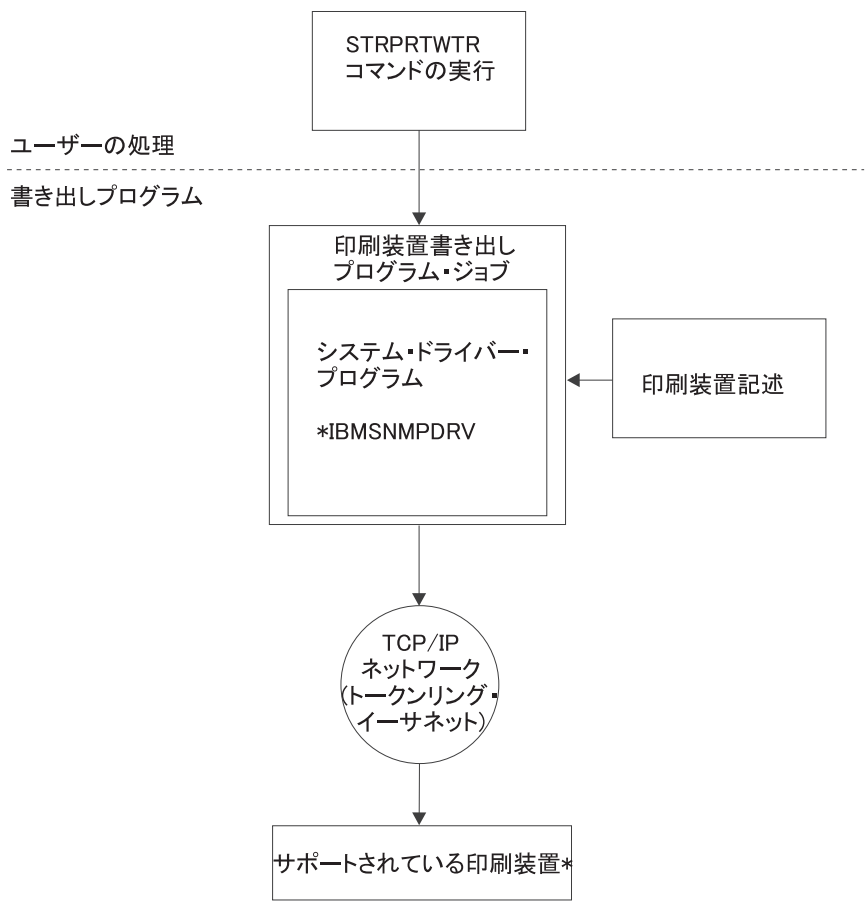 STRPRTWTR
コマンドの実行
ユーザーの処理
書き出しプログラム
印刷装置書き出し
プログラム・ジョブ
システム・ドライバー・
プログラム
*IBMSNMPDRV
印刷装置記述
TCP/IP
ネットワーク
(トークンリング・
イーサネット)
サポートされている印刷装置*